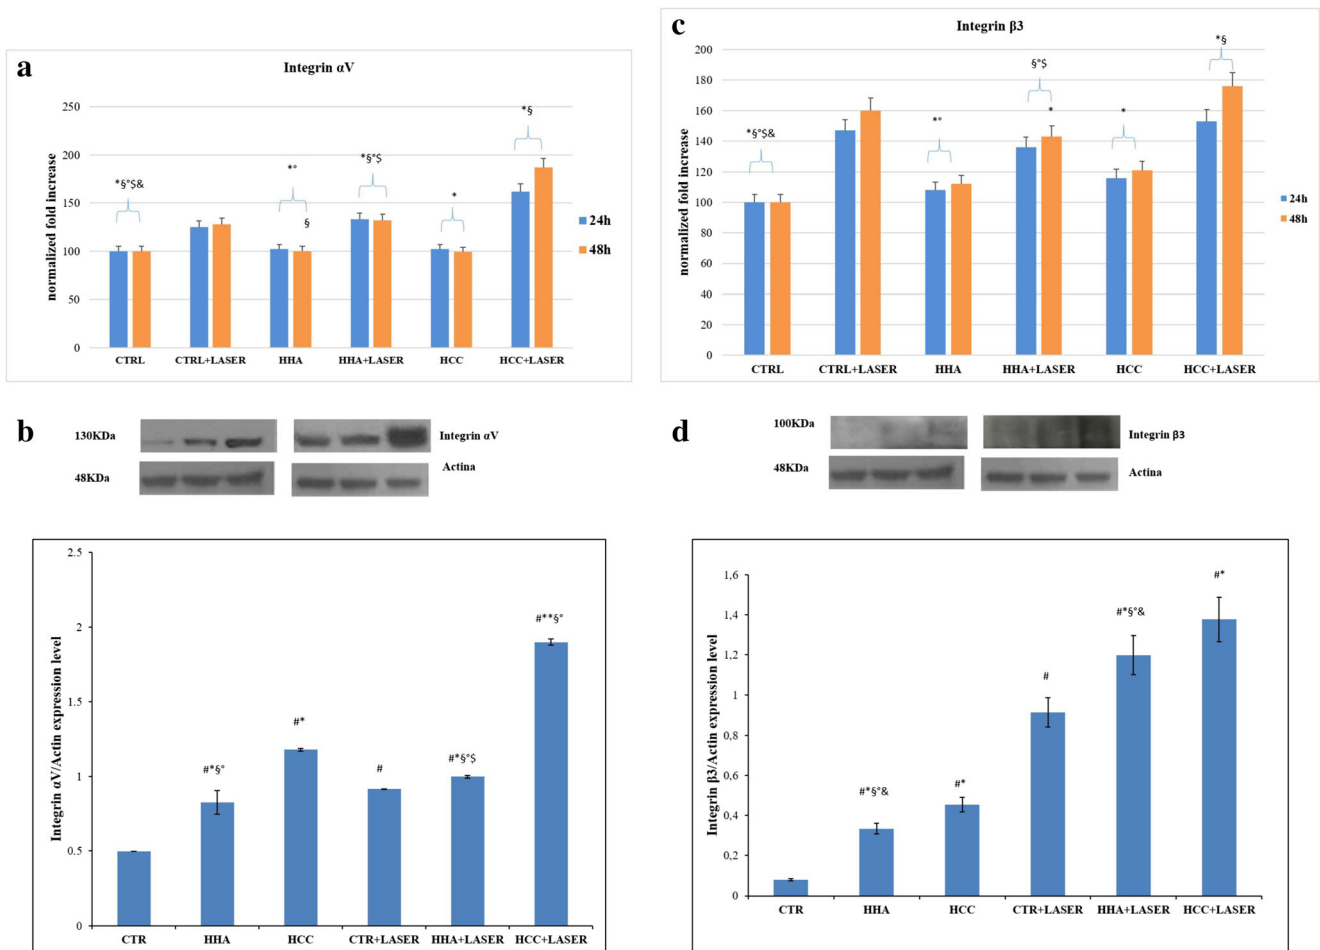 a
Integrin αV
normalized fold increase
250
200
150
100
50
0
*§°$&
*°
§
*§°$
*
*§
CTRL CTRL+LASER HHA HHA+LASER HCC HCC+LASER
24h
48h
c
Integrin β3
normalized fold increase
200
180
160
140
120
100
80
60
40
20
0
*§°$&
*°
§°$
*
*
*§
CTRL CTRL+LASER HHA HHA+LASER HCC HCC+LASER
24h
48h
b
130KDa
Integrin αV
48KDa
Actina
Integrin αV/Actin expression level
2.5
2
1.5
1
0.5
0
#*§°
#*
#
#*§°$
#**§°
CTR HHA HCC CTR+LASER HHA+LASER HCC+LASER
d
100KDa
Integrin β3
48KDa
Actina
Integrin β3/Actin expression level
1,6
1,4
1,2
1
0,8
0,6
0,4
0,2
0
#*§°&
#*
#
#*§°&
#*
CTR HHA HCC CTR+LASER HHA+LASER HCC+LASER